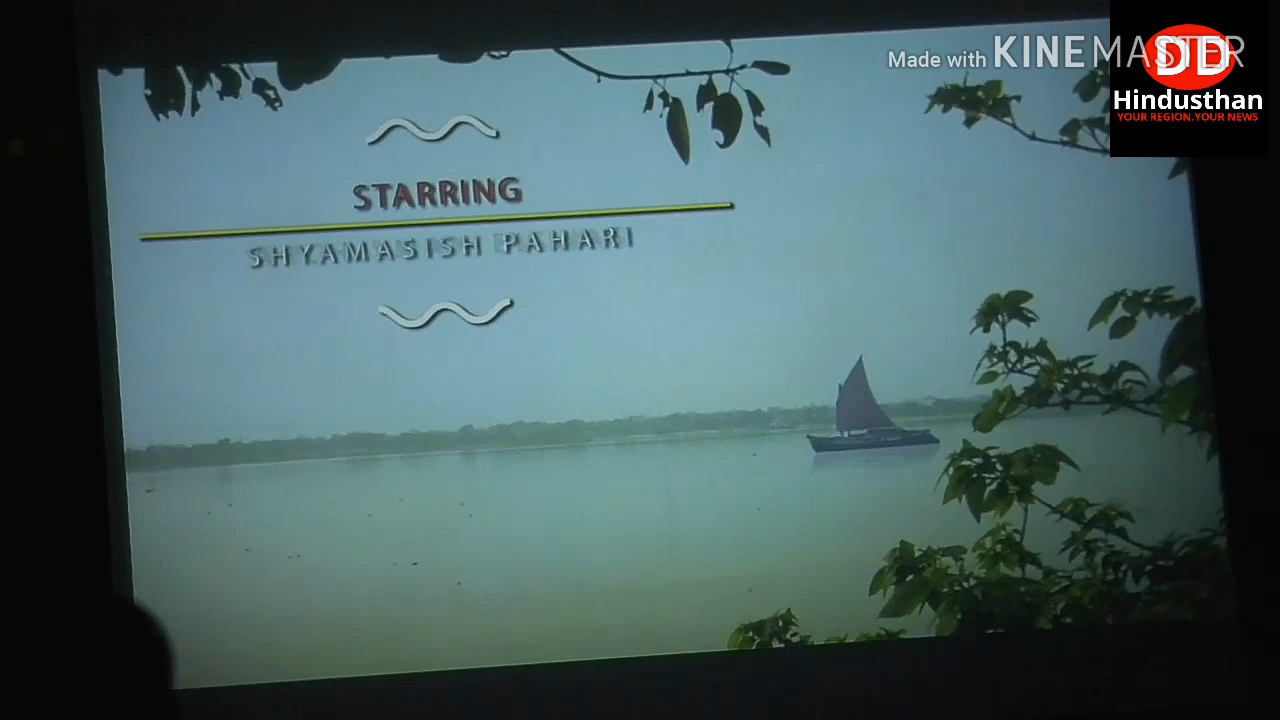 Made with KINEMASTER
DD
Hindusthan
YOUR REGION.YOUR NEWS
STARRING
SHYAMASISH PAHARI